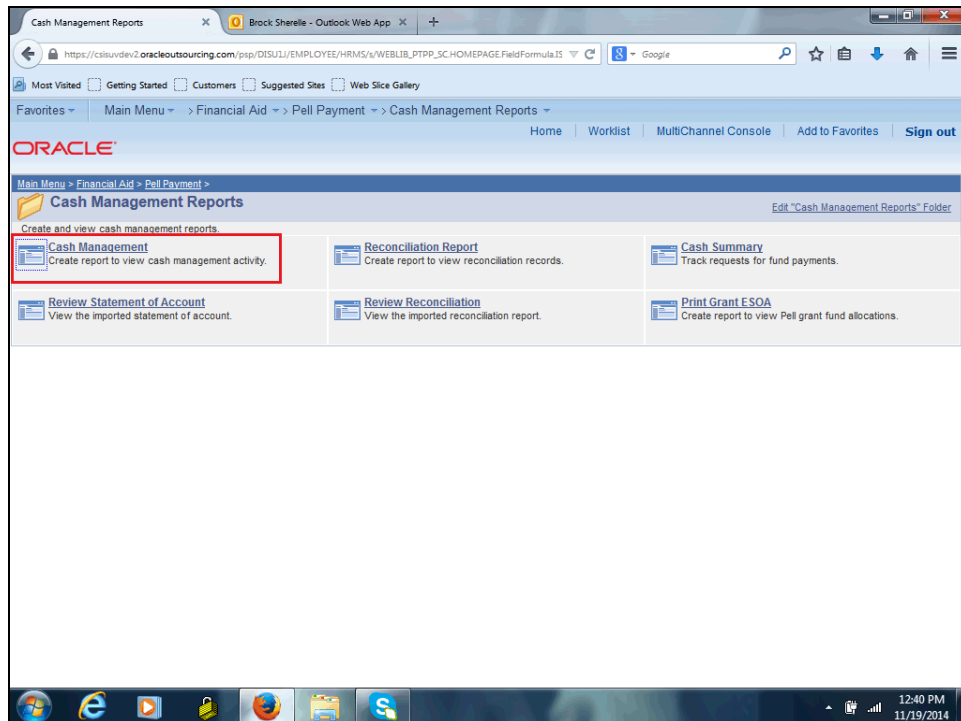 Cash Management Reports
Brock Sherelle - Outlook Web App
https://csisuvdev2.oracleoutsourcing.com/psp/DISU1J/EMPLOYEE/HRMS/s/WEBLIB_PTPP_SC.HOMEPAGE.FieldFormula.IS
Google
Most Visited Getting Started Customers Suggested Sites Web Slice Gallery
Favorites Main Menu > Financial Aid > Pell Payment > Cash Management Reports
Home Worklist MultiChannel Console Add to Favorites Sign out
ORACLE
Main Menu > Financial Aid > Pell Payment >
Cash Management Reports
Edit "Cash Management Reports" Folder
Create and view cash management reports.
Cash Management
Create report to view cash management activity.
Reconciliation Report
Create report to view reconciliation records.
Cash Summary
Track requests for fund payments.
Review Statement of Account
View the imported statement of account.
Review Reconciliation
View the imported reconciliation report.
Print Grant ESOA
Create report to view Pell grant fund allocations.
12:40 PM
11/19/2014